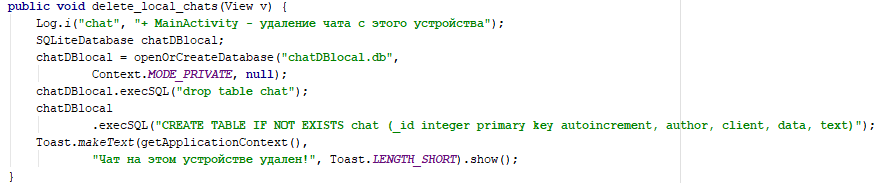 public void delete_local_chats(View v) {
Log.i("chat", "+ MainActivity - удаление чата с этого устройства");
SQLiteDatabase chatDBlocal;
chatDBlocal = openOrCreateDatabase("chatDBlocal.db",
Context.MODE_PRIVATE, null);
chatDBlocal.execSQL("drop table chat");
chatDBlocal
.execSQL("CREATE TABLE IF NOT EXISTS chat (_id integer primary key autoincrement, author, client, data, text)");
Toast.makeText(getApplicationContext(),
"Чат на этом устройстве удален!", Toast.LENGTH_SHORT).show();
}